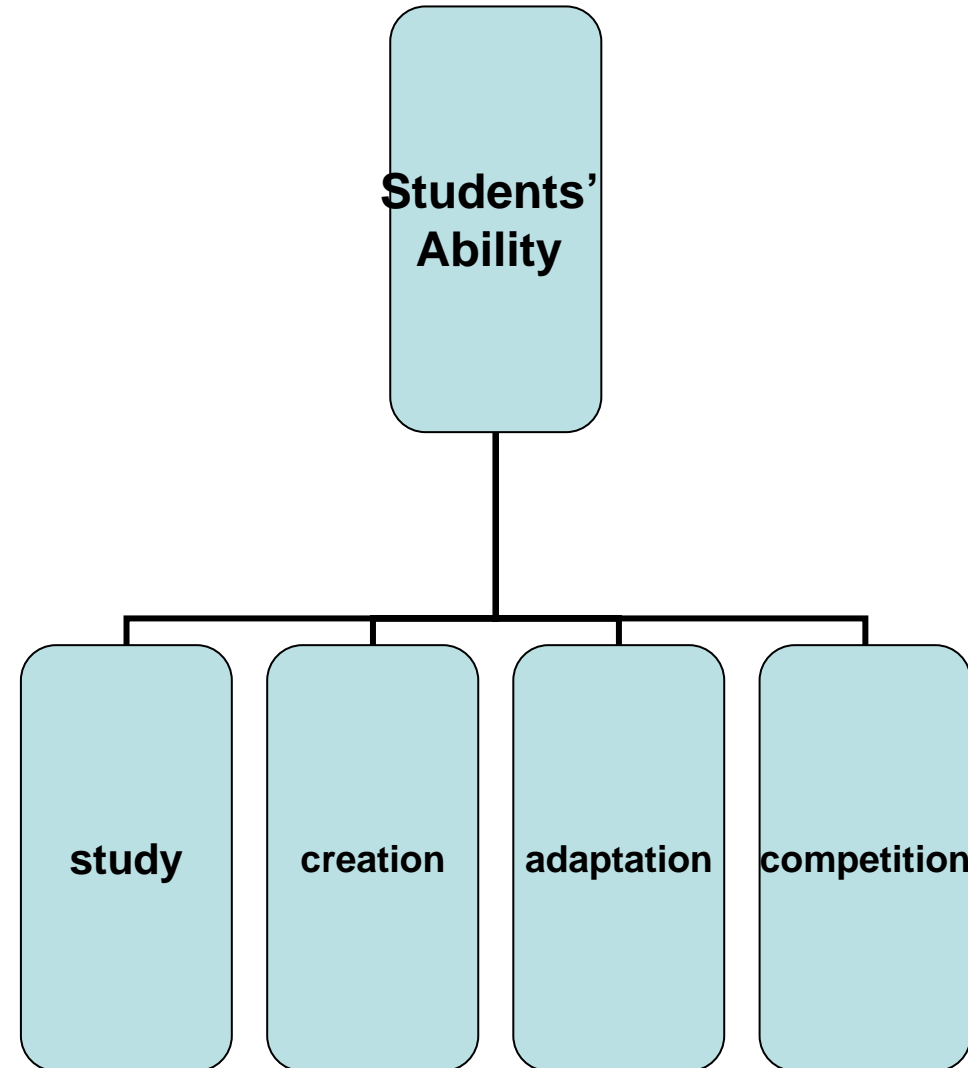 Students’
Ability
study
creation
adaptation
competition